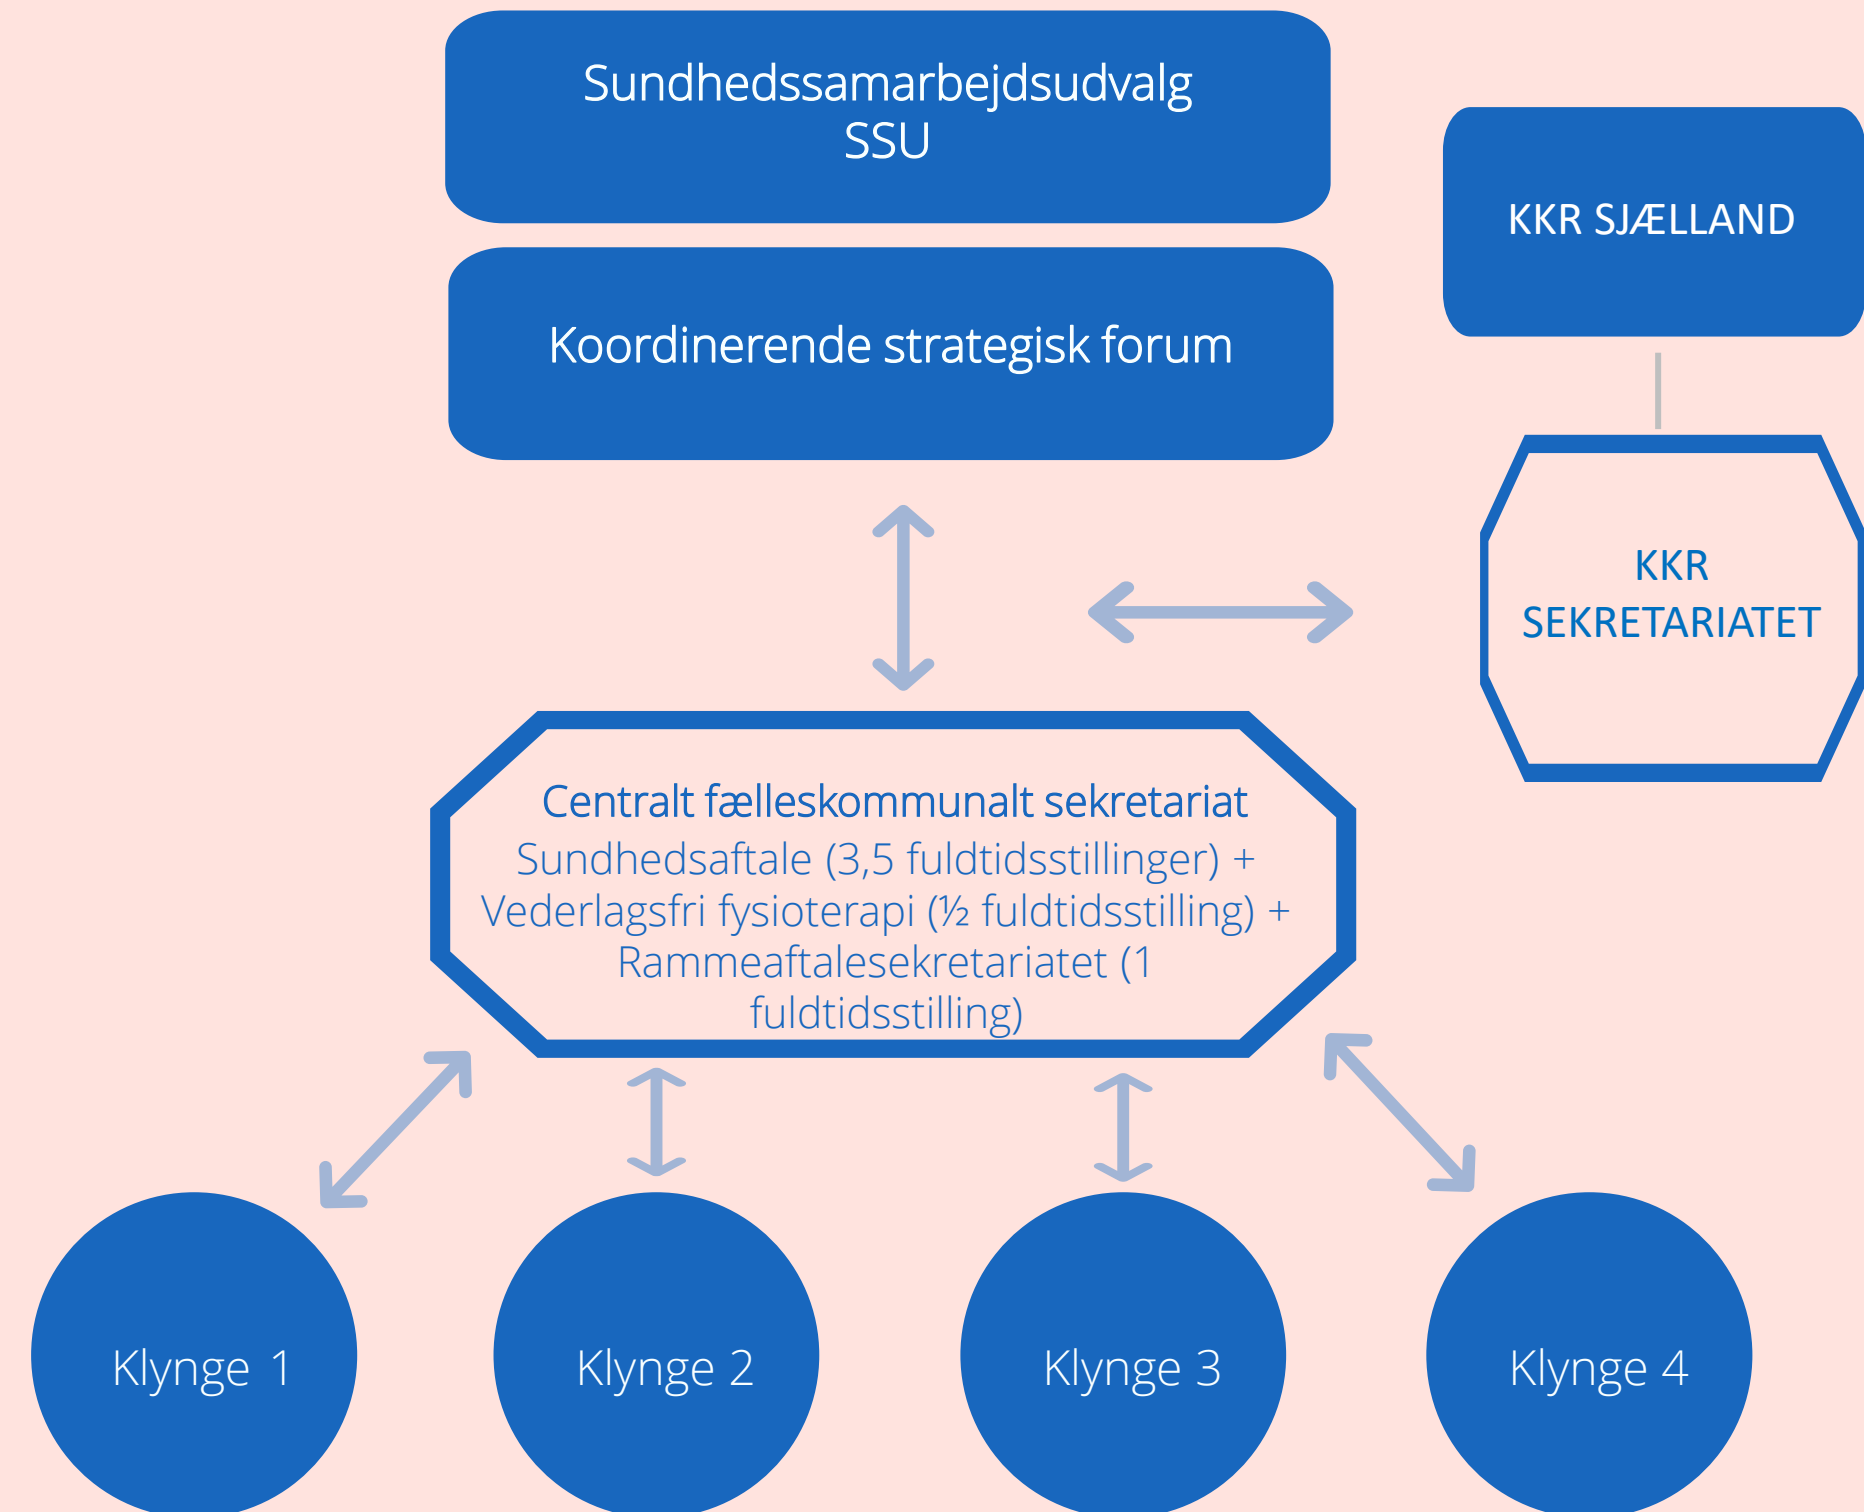 Sundhedssamarbejdsudvalg
SSU
KKR SJÆLLAND
Koordinerende strategisk forum
KKR
SEKRETARIATET
Centralt fælleskommunalt sekretariat
Sundhedsaftale (3,5 fuldtidsstillinger) +
Vederlagsfri fysioterapi (½ fuldtidsstilling) +
Rammeaftalesekretariatet (1
fuldtidsstilling)
Klynge 1
Klynge 2
Klynge 3
Klynge 4